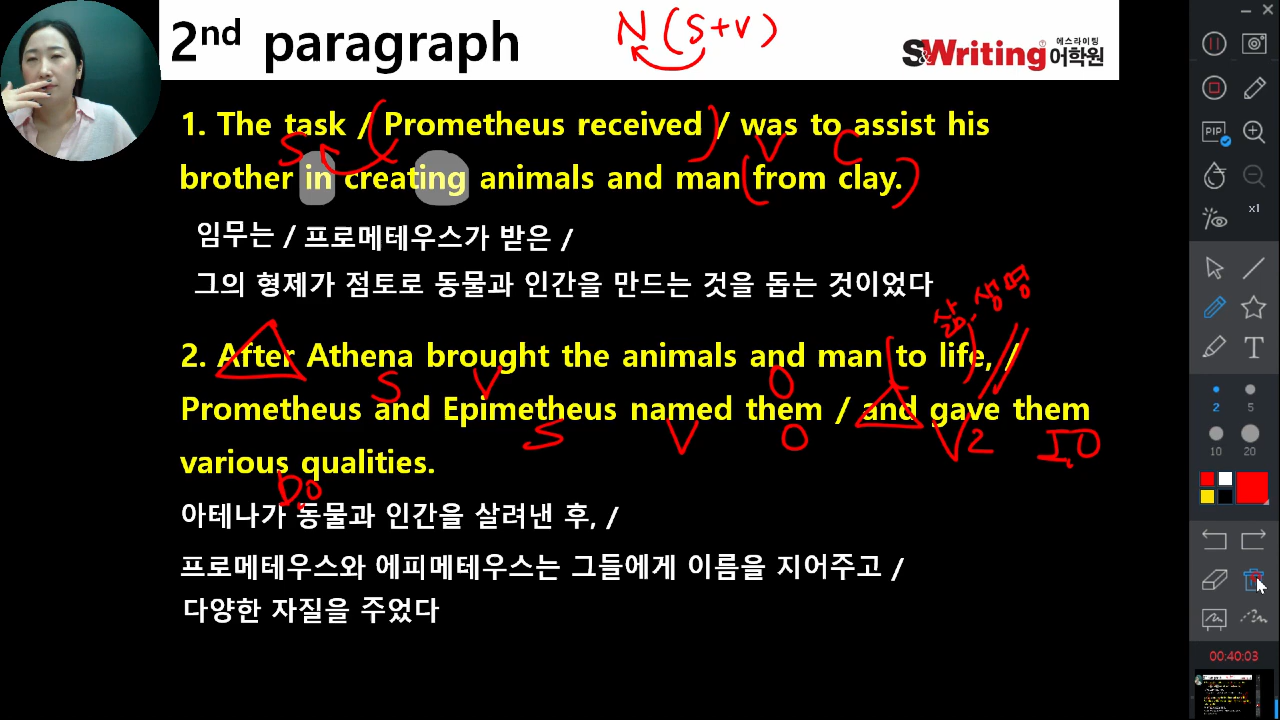 2nd paragraph
N (S+V)
S&Writing 에스라이팅 어학원
1. The task / Prometheus received / was to assist his
S V C
brother in creating animals and man from clay.
임무는 / 프로메테우스가 받은 /
그의 형제가 점토로 동물과 인간을 만드는 것을 돕는 것이었다
삶, 생명
2. After Athena brought the animals and man to life, /
S V O
Prometheus and Epimetheus named them / and gave them
S V O V2 I.O
various qualities.
D.O
아테나가 동물과 인간을 살려낸 후, /
프로메테우스와 에피메테우스는 그들에게 이름을 지어주고 /
다양한 자질을 주었다
PIP
x1
T
2 5
10 20
00:40:03